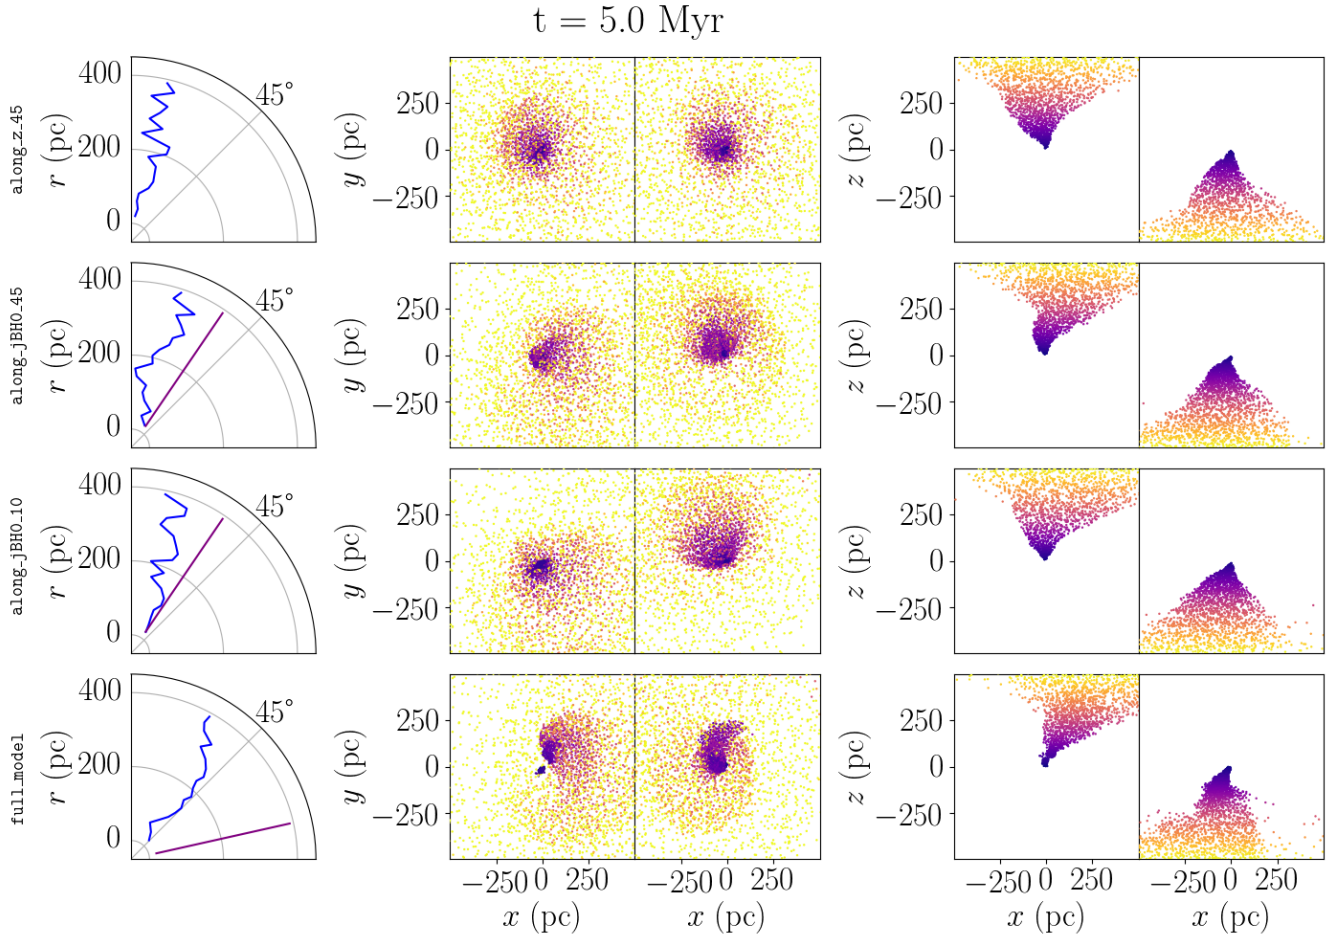 t = 5.0 Myr
along_z_45
r (pc)
400
200
0
45°
y (pc)
250
0
−250
z (pc)
250
0
−250
along_jBH0_45
r (pc)
400
200
0
45°
y (pc)
250
0
−250
z (pc)
250
0
−250
along_jBH0_10
r (pc)
400
200
0
45°
y (pc)
250
0
−250
z (pc)
250
0
−250
full_model
r (pc)
400
200
0
45°
y (pc)
250
0
−250
z (pc)
250
0
−250
−250 0 250 −250 0 250 −250 0 250 −250 0 250
x (pc) x (pc) x (pc) x (pc)